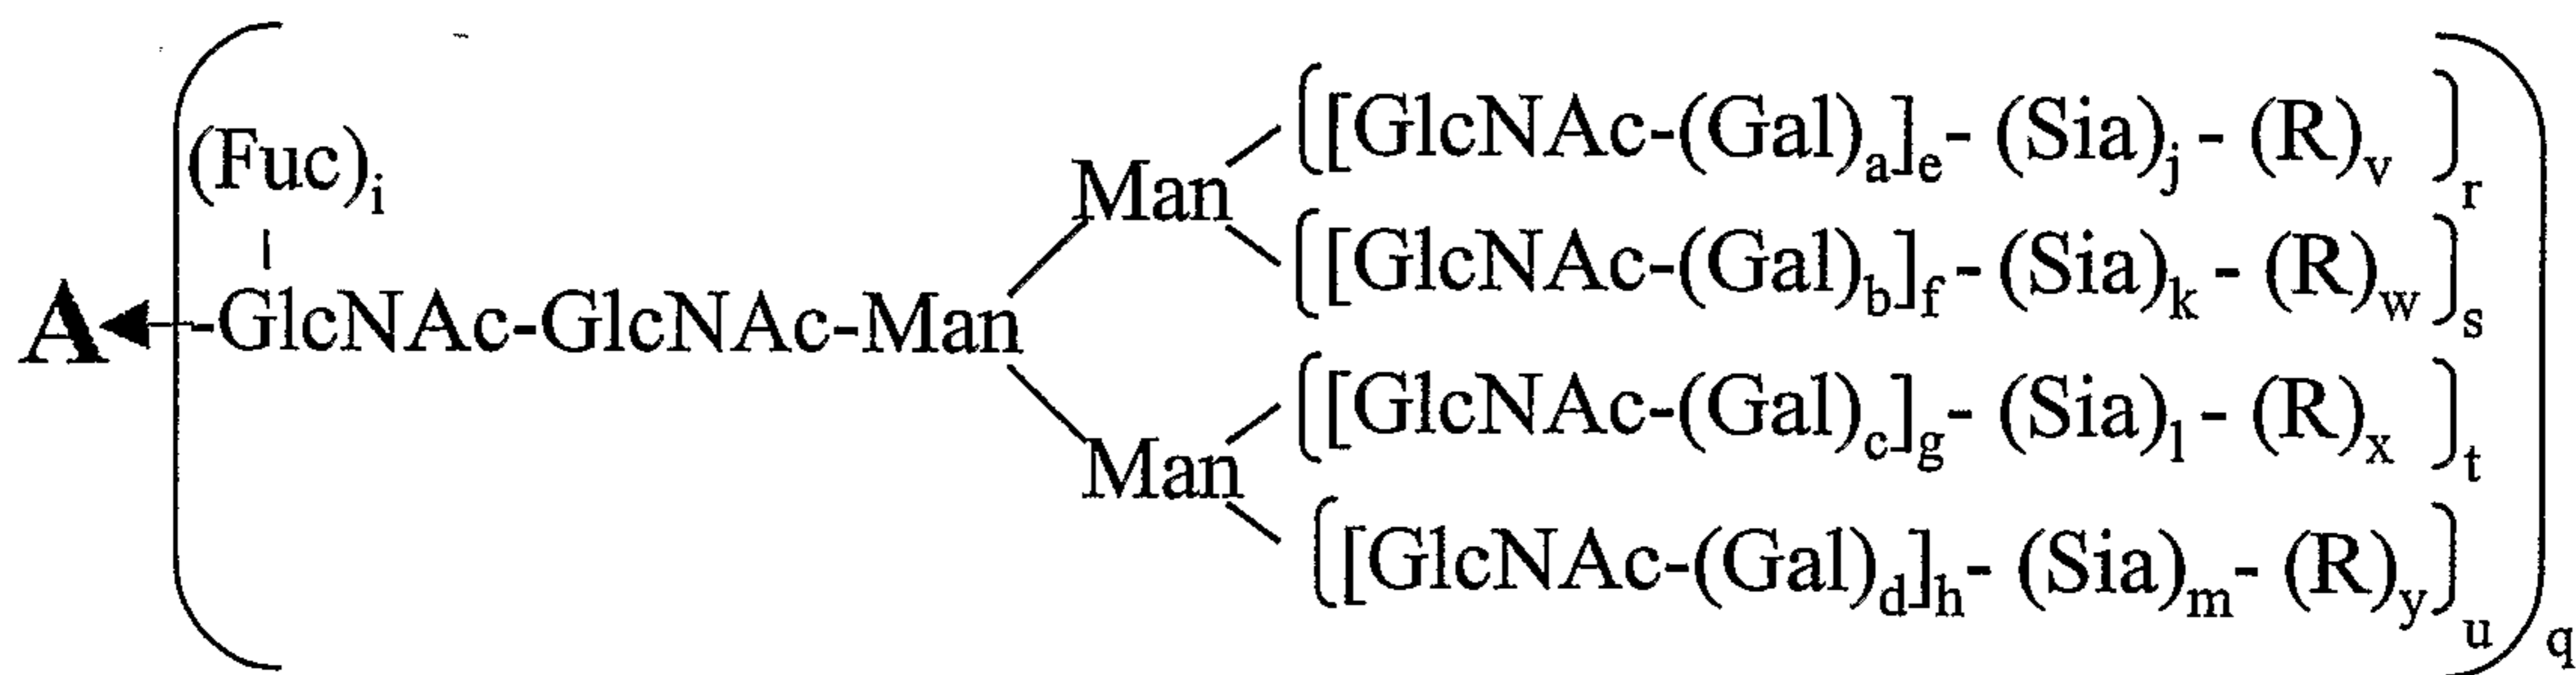 ([GlcNAc-(Gal)a]e- (Sia)j - (R)v )r
(Fuc)i
Man
([GlcNAc-(Gal)b]f - (Sia)k - (R)w )s
A -GlcNAc-GlcNAc-Man
([GlcNAc-(Gal)c]g- (Sia)l- (R)x )t
Man
([GlcNAc-(Gal)d]h- (Sia)m- (R)y )u
q